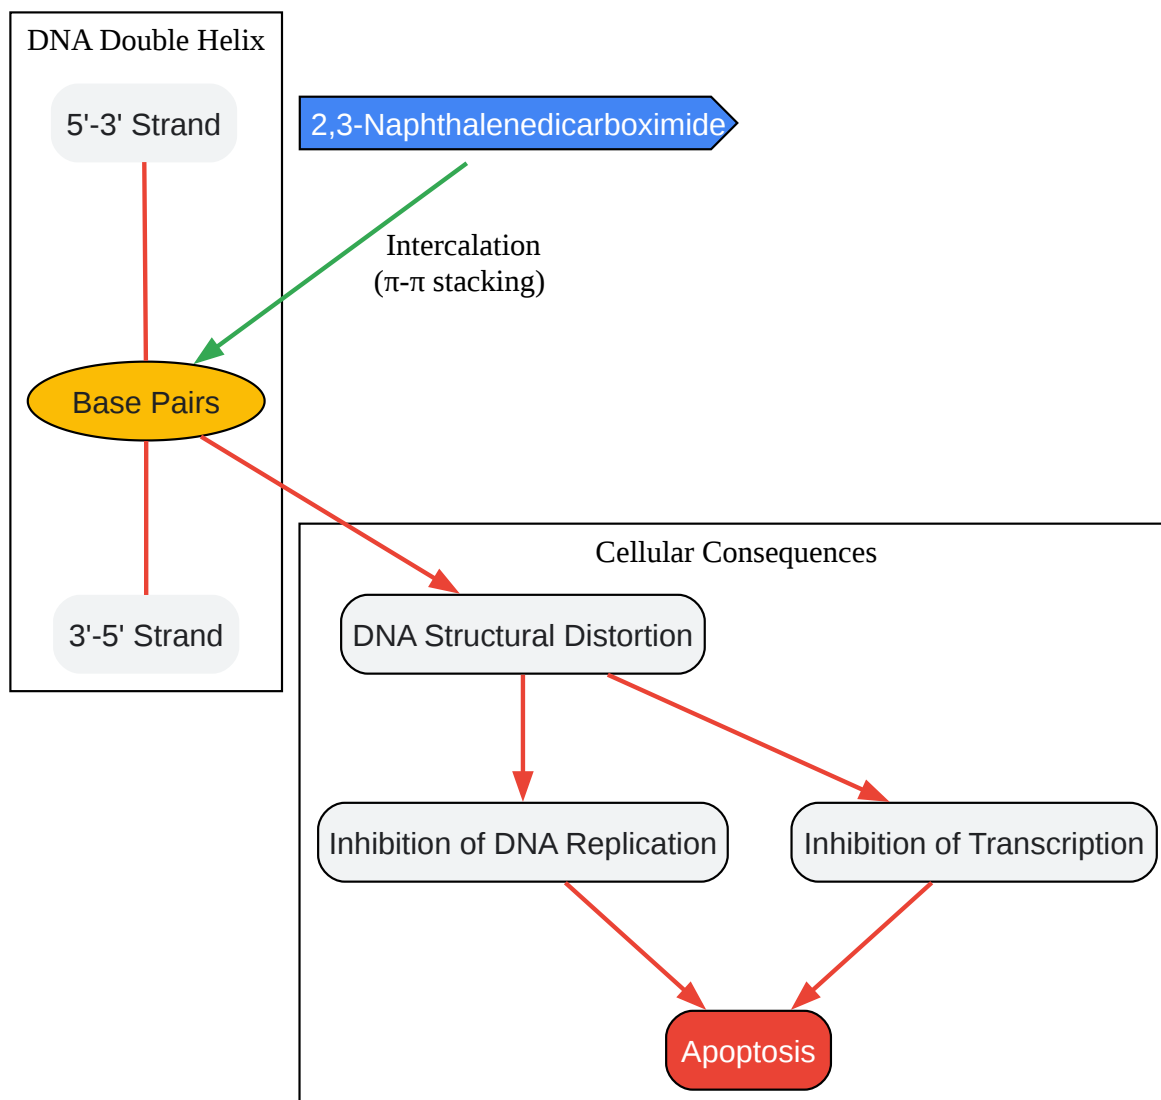 DNA Double Helix
5'-3' Strand
2,3-Naphthalenedicarboximide
Intercalation
(π-π stacking)
Base Pairs
Cellular Consequences
3'-5' Strand
DNA Structural Distortion
Inhibition of DNA Replication
Inhibition of Transcription
Apoptosis